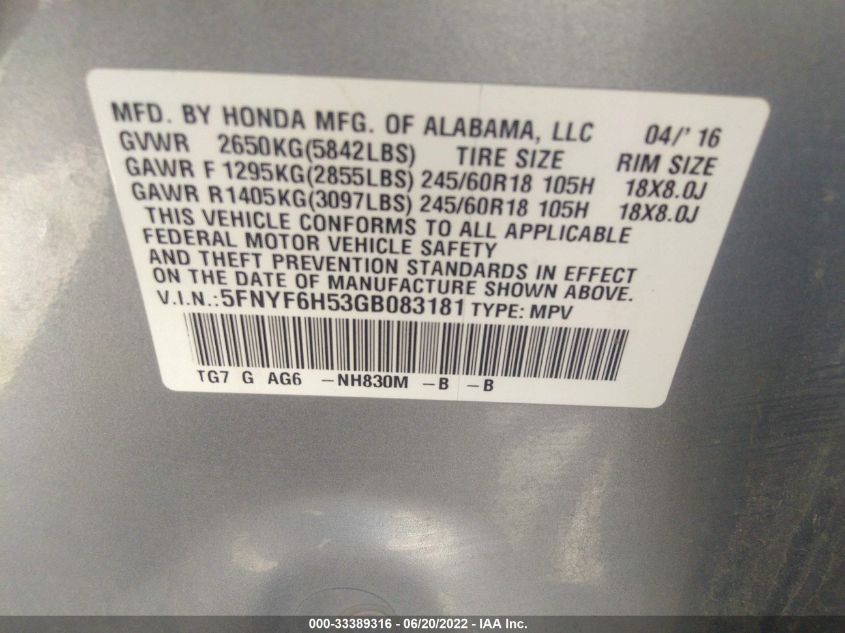 MFD. BY HONDA MFG. OF ALABAMA, LLC 04/' 16
GVWR 2650KG(5842LBS) TIRE SIZE RIM SIZE
GAWR F 1295KG(2855LBS) 245/60R18 105H 18X8.0J
GAWR R1405KG(3097LBS) 245/60R18 105H 18X8.0J
THIS VEHICLE CONFORMS TO ALL APPLICABLE
FEDERAL MOTOR VEHICLE SAFETY
AND THEFT PREVENTION STANDARDS IN EFFECT
ON THE DATE OF MANUFACTURE SHOWN ABOVE.
V.I.N.:5FNYF6H53GB083181 TYPE: MPV
TG7 G AG6 -NH830M -B -B
000-33389316 - 06/20/2022 - IAA Inc.